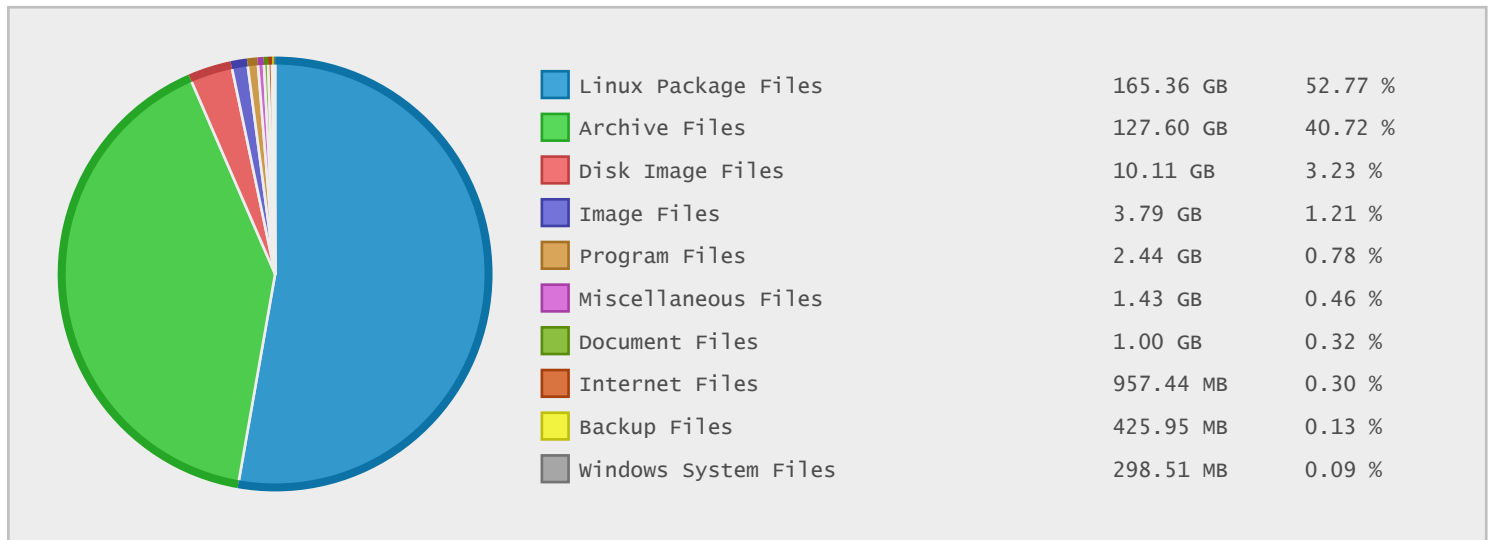 Linux Package Files 165.36 GB 52.77 %
Archive Files 127.60 GB 40.72 %
Disk Image Files 10.11 GB 3.23 %
Image Files 3.79 GB 1.21 %
Program Files 2.44 GB 0.78 %
Miscellaneous Files 1.43 GB 0.46 %
Document Files 1.00 GB 0.32 %
Internet Files 957.44 MB 0.30 %
Backup Files 425.95 MB 0.13 %
Windows System Files 298.51 MB 0.09 %